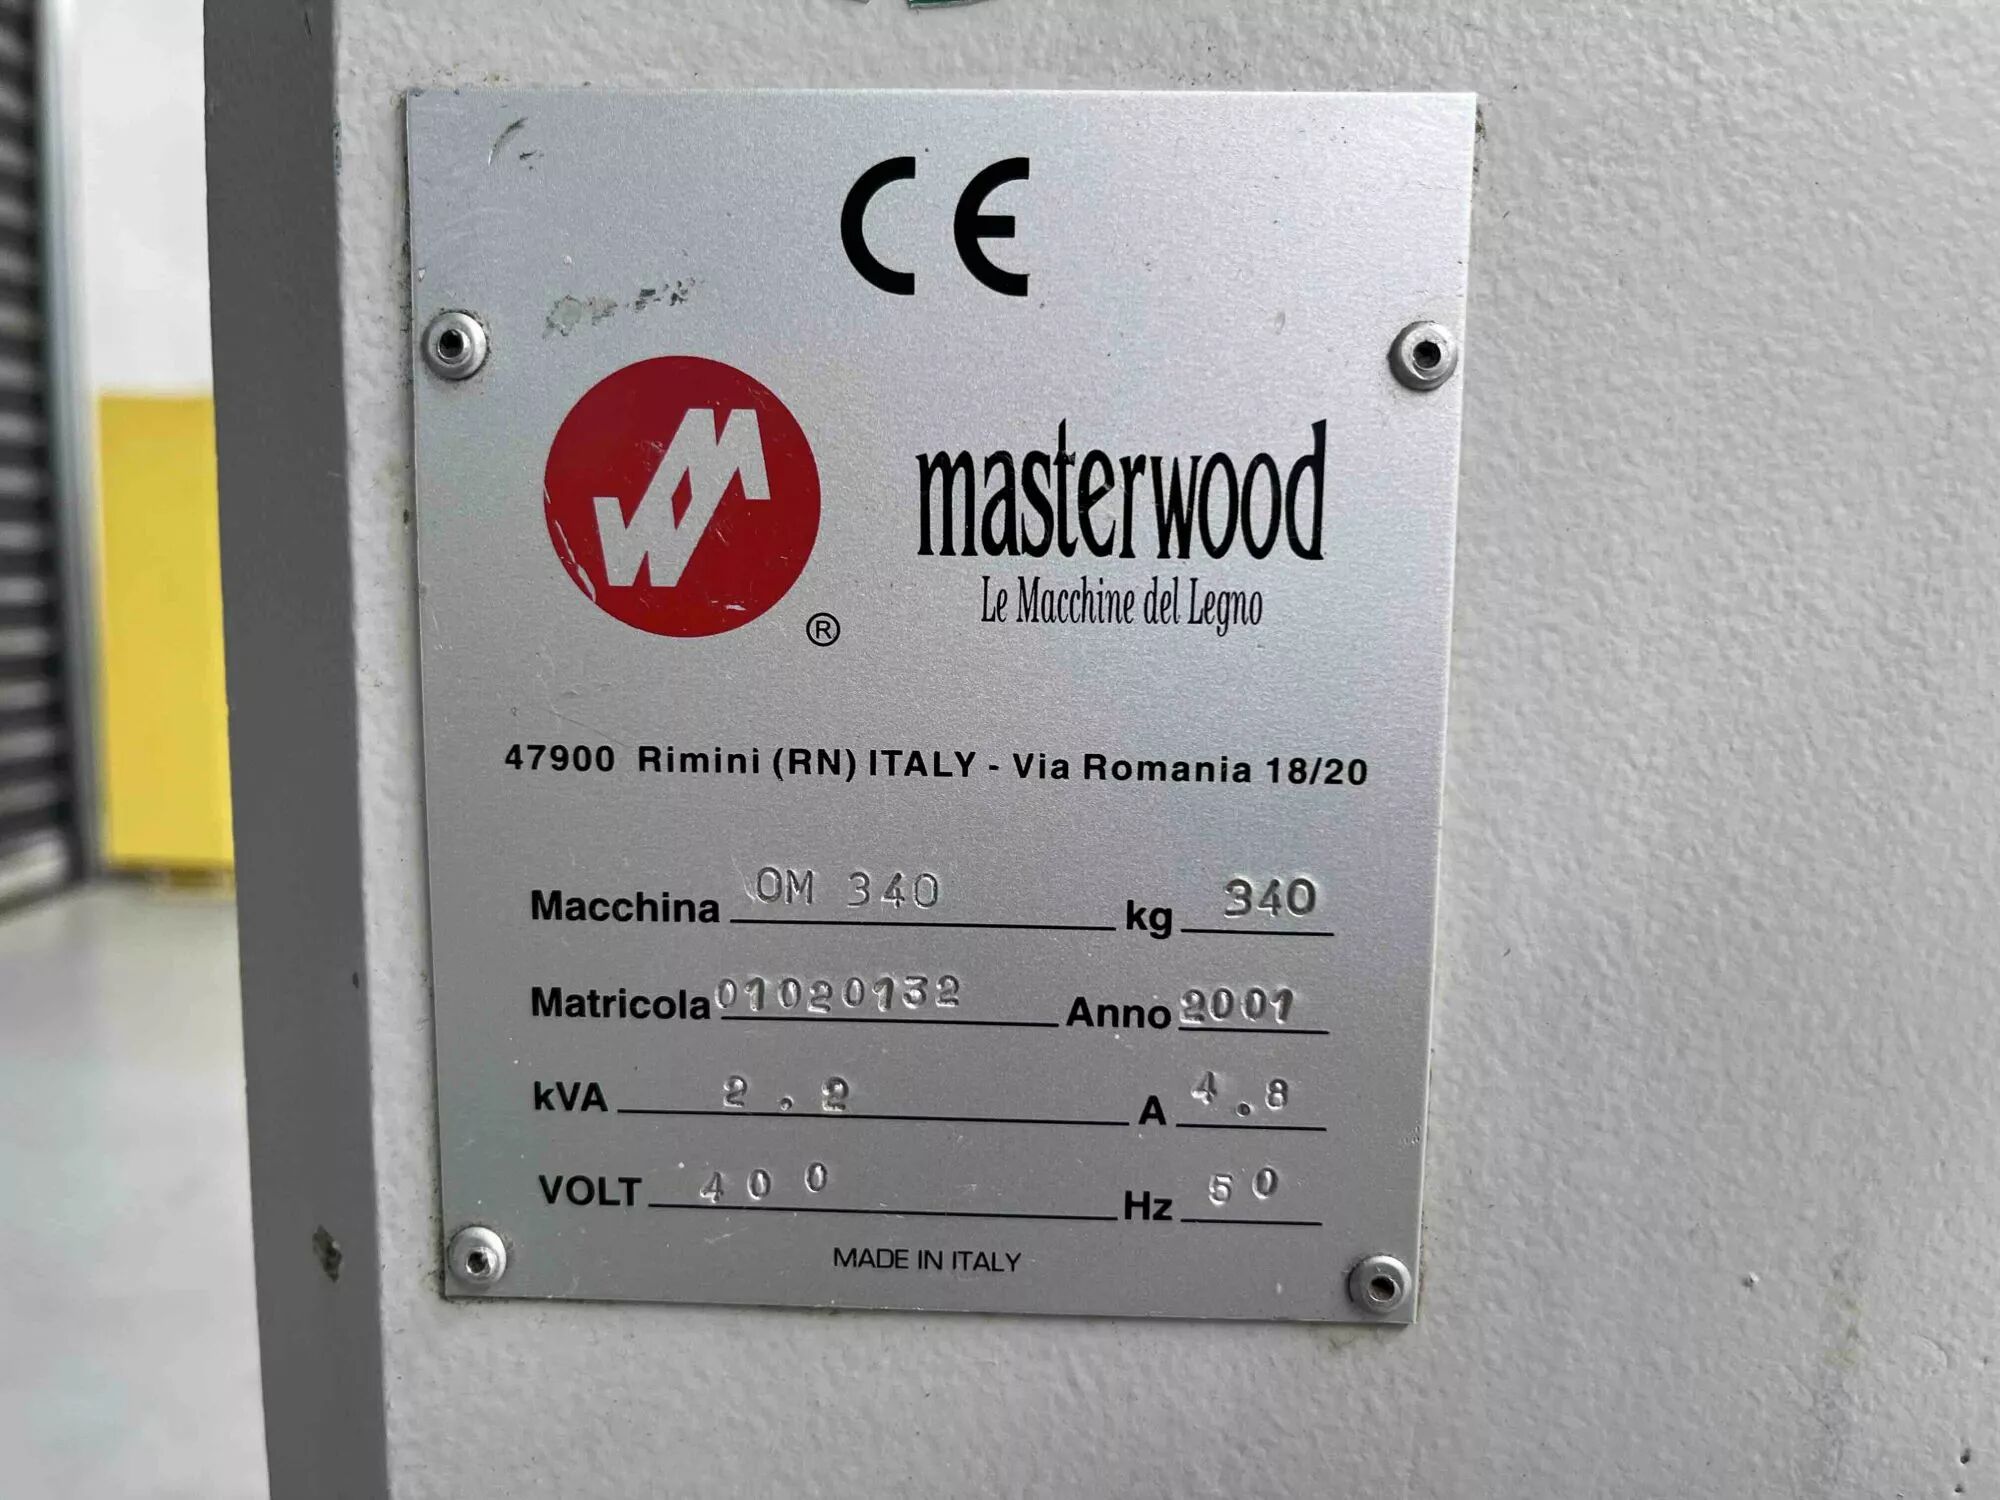 CE
masterwood
Le Macchine del Legno
®
47900 Rimini (RN) ITALY - Via Romania 18/20
Macchina OM 340 kg 340
Matricola 01020132 Anno 2001
kVA 2.2 A 4.8
VOLT 400 Hz 50
MADE IN ITALY